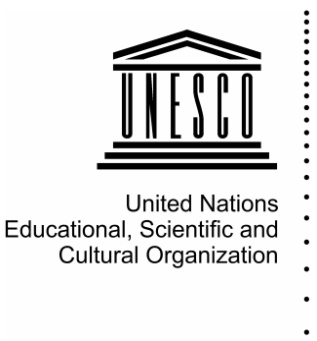 UNESCO
United Nations
Educational, Scientific and
Cultural Organization